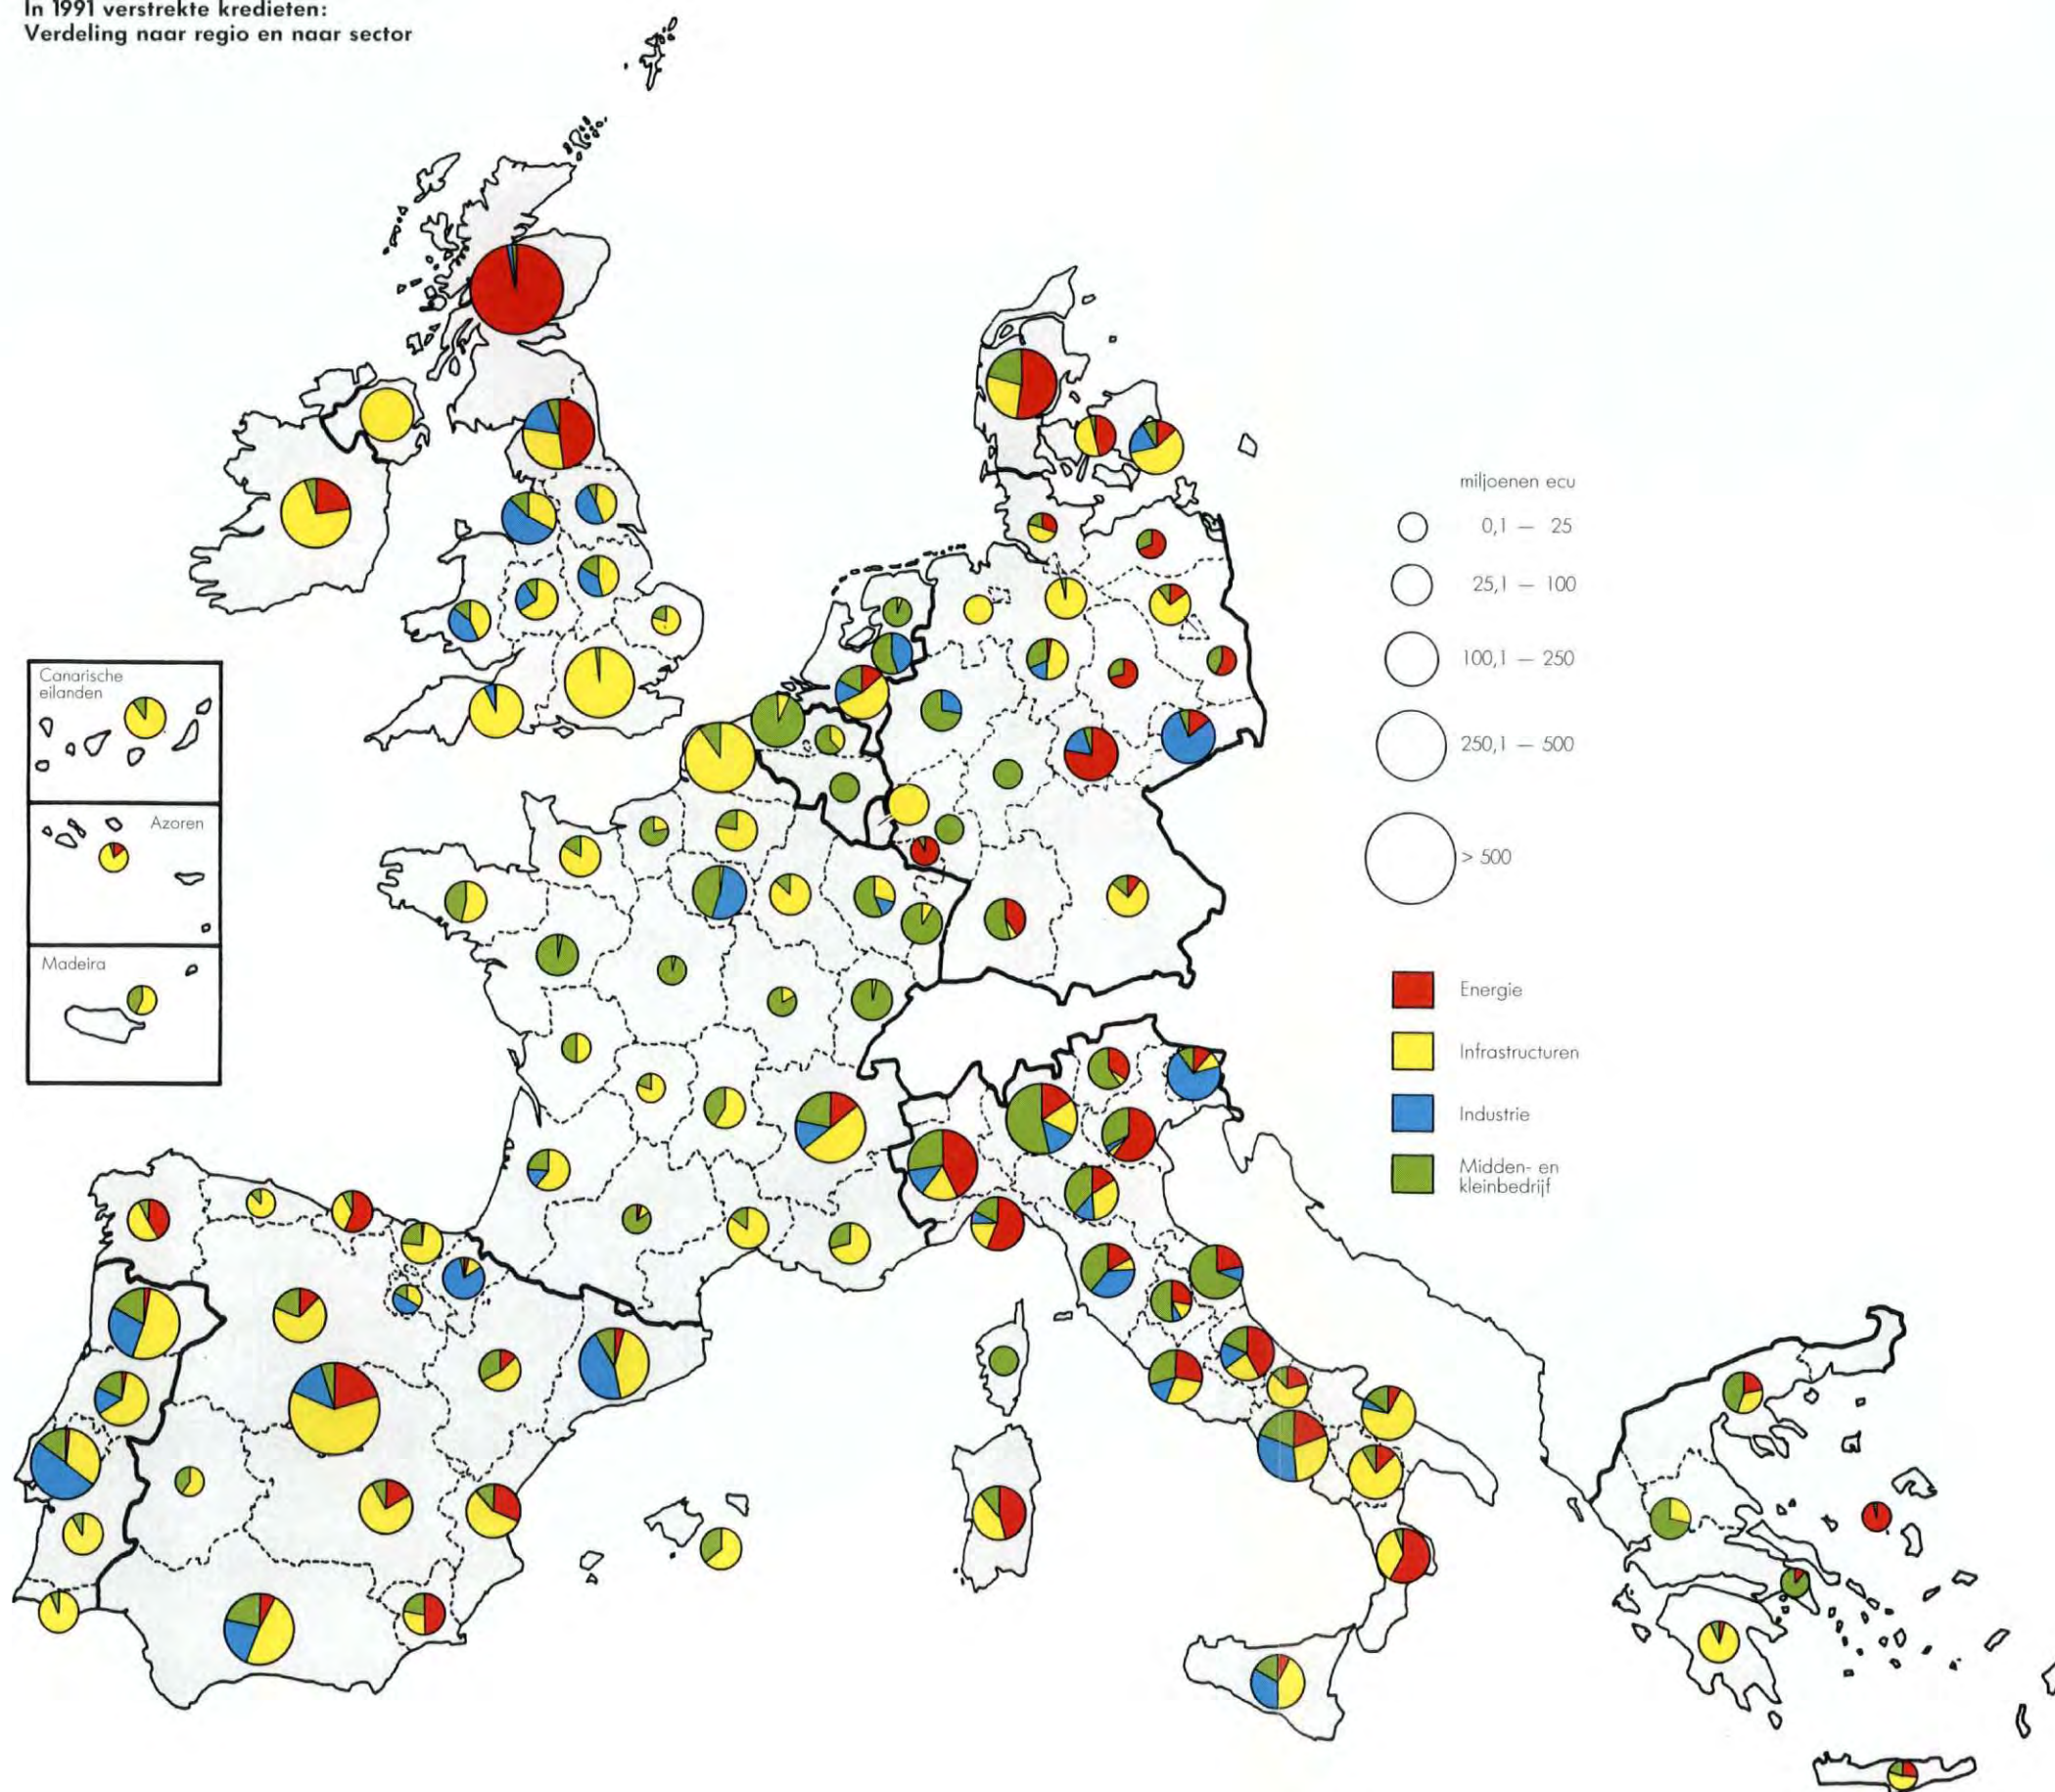 In 1991 verstrekte kredieten:
Verdeling naar regio en naar sector
miljoenen ecu
0,1 — 25
25,1 — 100
100,1 — 250
250,1 — 500
> 500
Canarische
eilanden
Azoren
Madeira
Energie
Infrastructuren
Industrie
Midden- en
kleinbedrijf